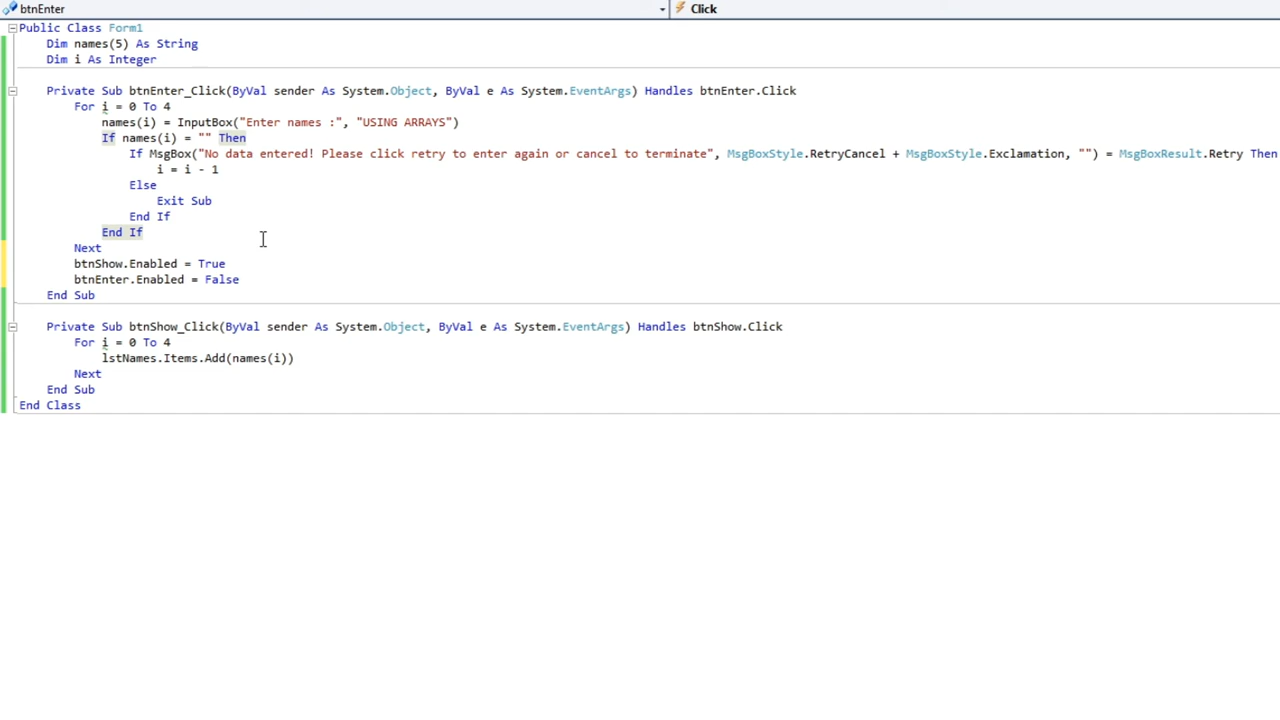 btnEnter Click
Public Class Form1
Dim names(5) As String
Dim i As Integer
Private Sub btnEnter_Click(ByVal sender As System.Object, ByVal e As System.EventArgs) Handles btnEnter.Click
For i = 0 To 4
names(i) = InputBox("Enter names :", "USING ARRAYS")
If names(i) = "" Then
If MsgBox("No data entered! Please click retry to enter again or cancel to terminate", MsgBoxStyle.RetryCancel + MsgBoxStyle.Exclamation, "") = MsgBoxResult.Retry Then
i = i - 1
Else
Exit Sub
End If
End If
Next
btnShow.Enabled = True
btnEnter.Enabled = False
End Sub
Private Sub btnShow_Click(ByVal sender As System.Object, ByVal e As System.EventArgs) Handles btnShow.Click
For i = 0 To 4
lstNames.Items.Add(names(i))
Next
End Sub
End Class